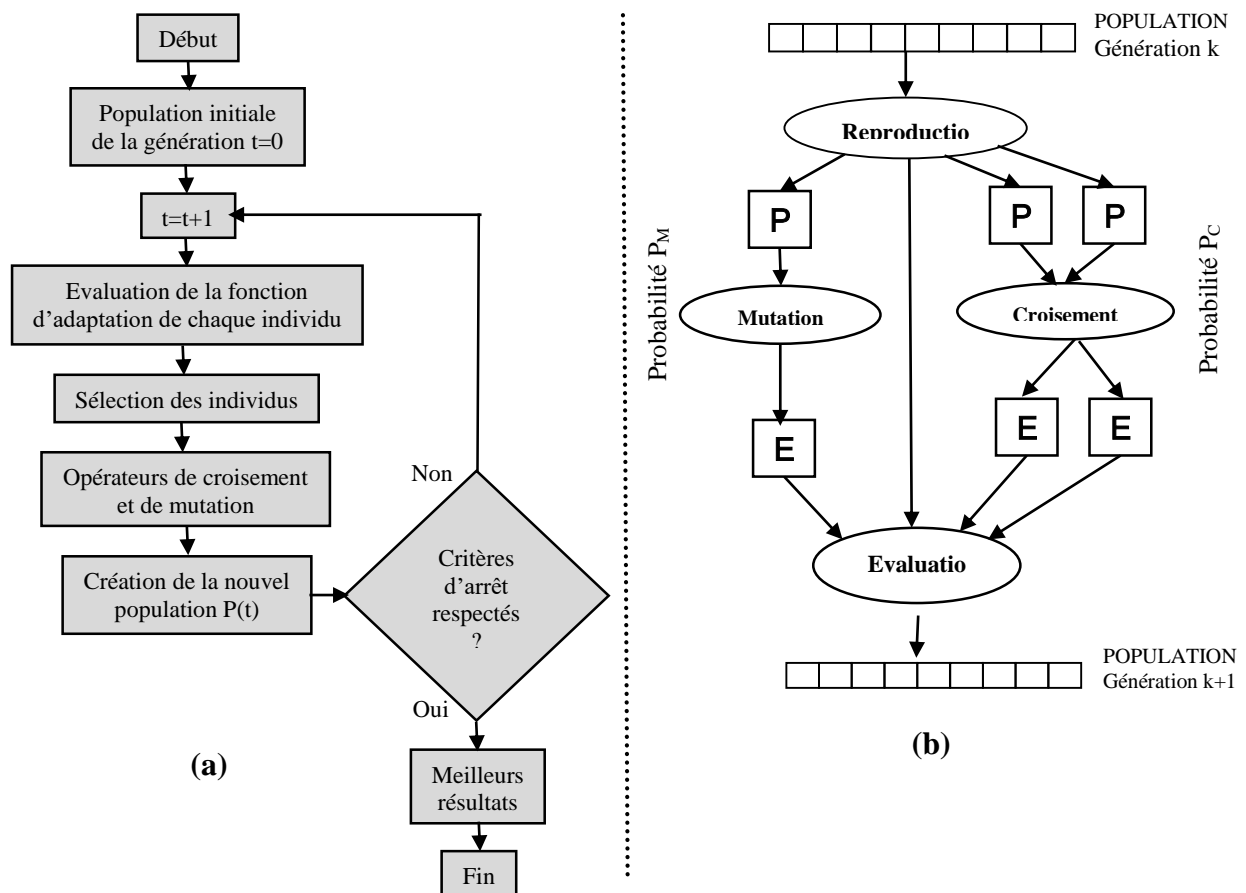 Début
Population initiale
de la génération t=0
t=t+1
Evaluation de la fonction
d’adaptation de chaque individu
Sélection des individus
Opérateurs de croisement
et de mutation
Création de la nouvel
population P(t)
Non
Critères
d’arrêt
respectés
?
Oui
Meilleurs
résultats
Fin
(a)
POPULATION
Génération k
Reproductio
P
P
P
Probabilité P_M
Probabilité P_C
Mutation
Croisement
E
E
E
Evaluatio
POPULATION
Génération k+1
(b)